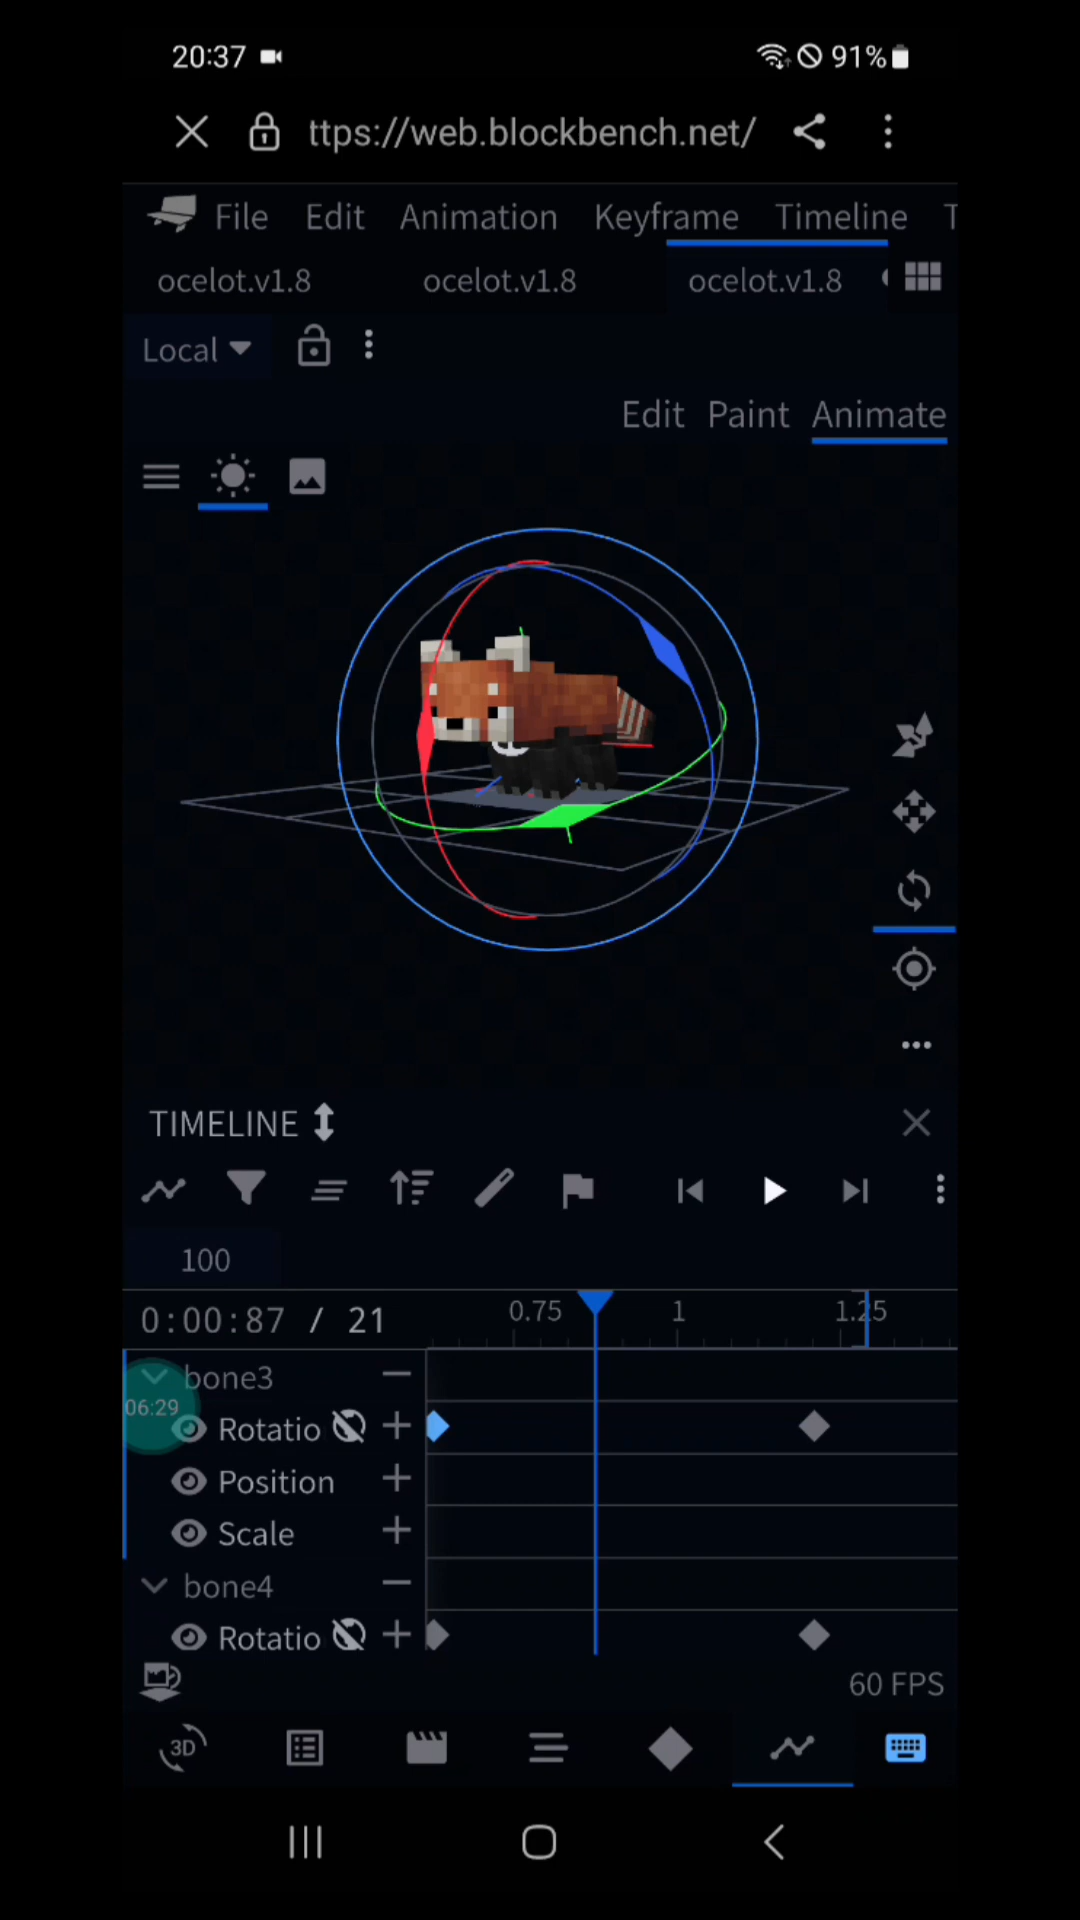 20:37 91%
ttps://web.blockbench.net/
File Edit Animation Keyframe Timeline T
ocelot.v1.8 ocelot.v1.8 ocelot.v1.8
Local
Edit Paint Animate
TIMELINE
100
0:00:87 / 21 0.75 1 1.25
bone3
06:29
Rotatio
Position
Scale
bone4
Rotatio
60 FPS
3D